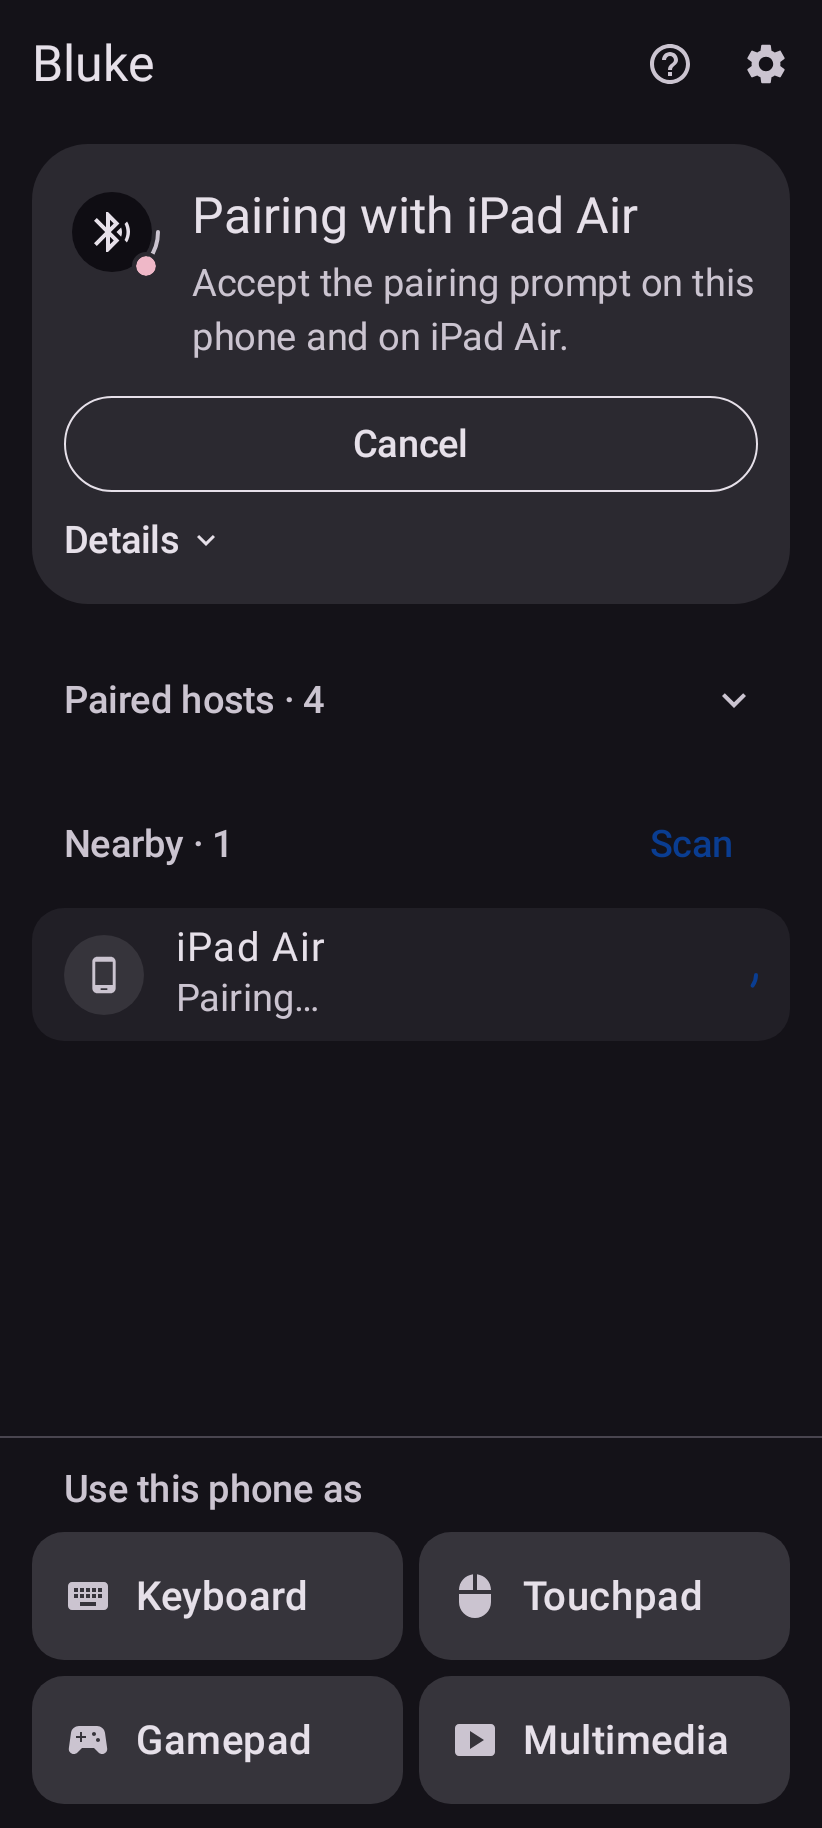 Bluke
Pairing with iPad Air
Accept the pairing prompt on this
phone and on iPad Air.
Cancel
Details
Paired hosts · 4
Nearby · 1
Scan
iPad Air
Pairing…
Use this phone as
Keyboard
Touchpad
Gamepad
Multimedia